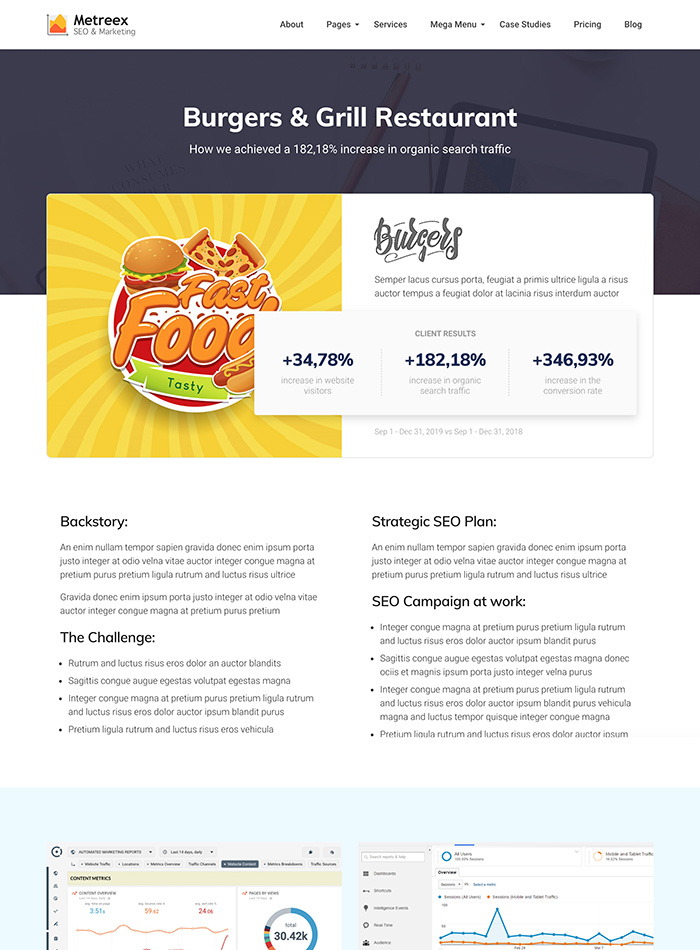 Metreex
SEO & Marketing
About
Pages
Services
Mega Menu
Case Studies
Pricing
Blog
Burgers & Grill Restaurant
How we achieved a 182,18% increase in organic search traffic
Fast
Food
Tasty
Burgers
Semper lacus cursus porta, feugiat a primis ultrice ligula a risus
auctor tempus a feugiat dolor at lacinia risus interdum auctor
CLIENT RESULTS
+34,78%
increase in website
visitors
+182,18%
increase in organic
search traffic
+346,93%
increase in the
conversion rate
Sep 1 - Dec 31, 2019 vs Sep 1 - Dec 31, 2018
Backstory:
An enim nullam tempor sapien gravida donec enim ipsum porta
justo integer at odio velna vitae auctor integer congue magna at
pretium purus pretium ligula rutrum and luctus risus ultrice
Gravida donec enim ipsum porta justo integer at odio velna vitae
auctor integer congue magna at pretium purus pretium
The Challenge:
• Rutrum and luctus risus eros dolor an auctor blandits
• Sagittis congue augue egestas volutpat egestas magna
• Integer congue magna at pretium purus pretium ligula rutrum
and luctus risus eros dolor auctor ipsum blandit purus
• Pretium ligula rutrum and luctus risus eros vehicula
Strategic SEO Plan:
An enim nullam tempor sapien gravida donec enim ipsum porta
justo integer at odio velna vitae auctor integer congue magna at
pretium purus pretium ligula rutrum and luctus risus ultrice
SEO Campaign at work:
• Integer congue magna at pretium purus pretium ligula rutrum
and luctus risus eros dolor auctor ipsum blandit purus
• Sagittis congue augue egestas volutpat egestas magna donec
ociis et magnis ipsum porta justo integer velna purus
• Integer congue magna at pretium purus pretium ligula rutrum
and luctus risus eros dolor auctor ipsum blandit purus vehicula
magna and luctus tempor quisque integer congue magna
• Pretium ligula rutrum and luctus risus eros dolor auctor ipsum
AUTOMATED MARKETING REPORTS
Last 14 days, daily
Website Traffic
Locations
Metrics Overview
Traffic Channels
Website Content
Metrics Breakdowns
Traffic Sources
CONTENT METRICS
CONTENT OVERVIEW
3:51s
59.52
24.06
PAGES BY VIEWS
total
30.42k
Search reports & help
Dashboards
Shortcuts
Intelligence Events
Real-Time
Audience
All Users
100.00% Sessions
Mobile and Tablet Traffic
Overview
Sessions
vs. Select a metric
Sessions (All Users)
Sessions (Mobile and Tablet Traffic)
100
50
Feb 24
Mar 1